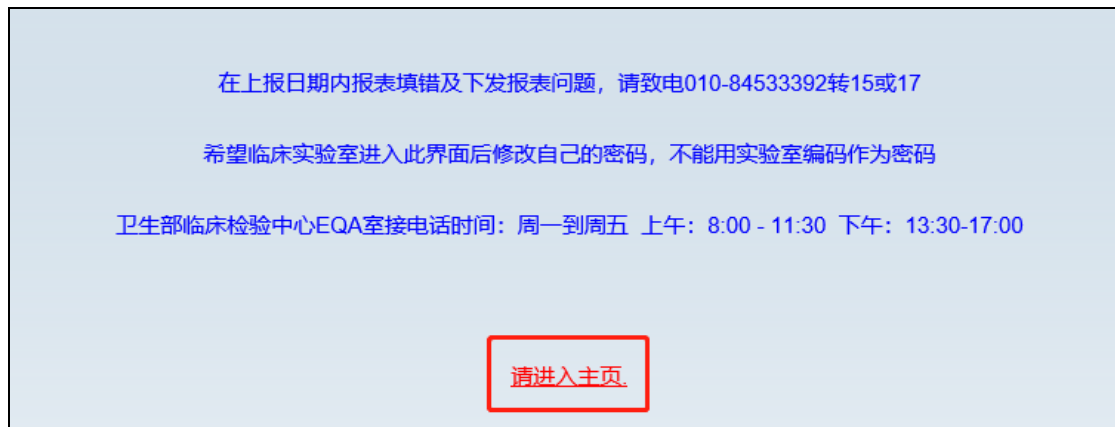 在上报日期内报表填错及下发报表问题，请致电010-84533392转15或17
希望临床实验室进入此界面后修改自己的密码，不能用实验室编码作为密码
卫生部临床检验中心EQA室接电话时间：周一到周五 上午：8:00 - 11:30 下午：13:30-17:00
请进入主页.